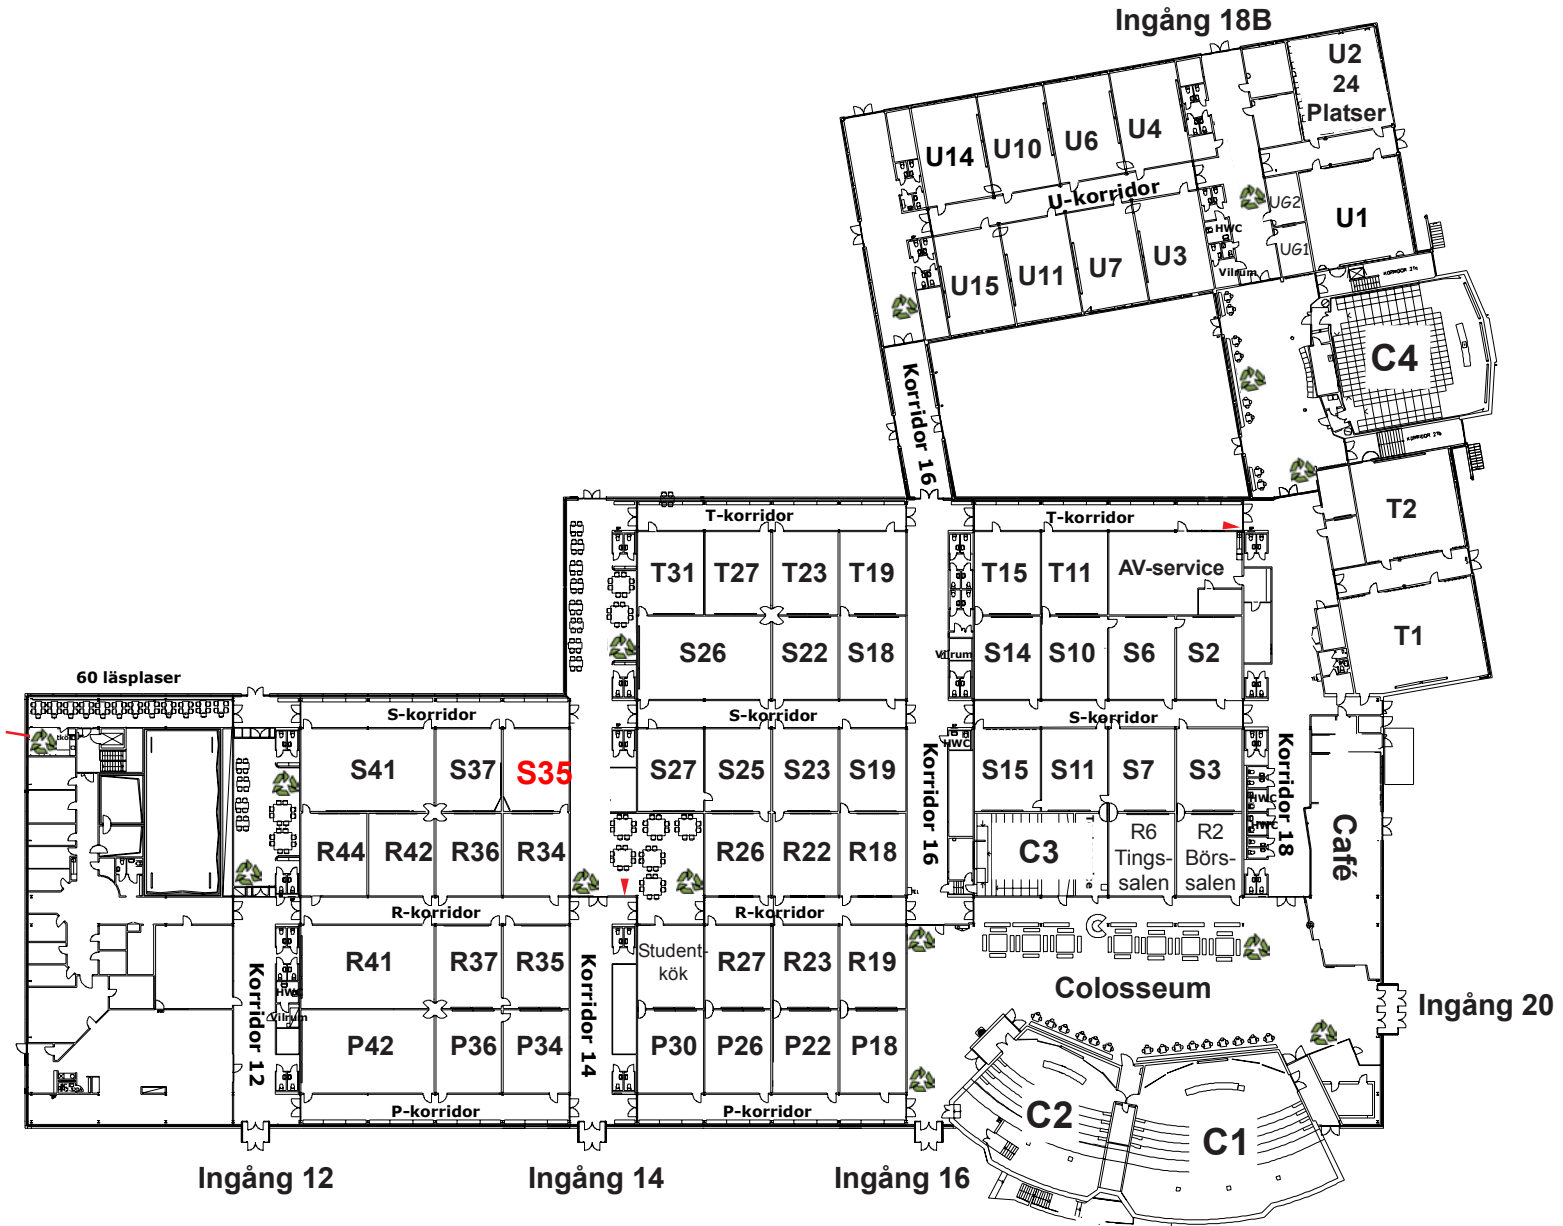 Ingång 18B
U2
24
Platser
U14
U10
U6
U4
U-korridor
UG2
U1
UG1
HWC
Vilrum
U15
U11
U7
U3
KORRIDOR 21c
C4
KORRIDOR 21b
Korridor 16
T-korridor
T-korridor
T2
T31
T27
T23
T19
T15
T11
AV-service
T1
S26
S22
S18
Vilrum
S14
S10
S6
S2
60 läsplaser
S-korridor
S-korridor
S-korridor
S41
S37
S35
S27
S25
S23
S19
HWC
S15
S11
S7
S3
Korridor 16
Korridor 18
HWC
HWC
Café
R44
R42
R36
R34
R26
R22
R18
C3
R6
Tings-
salen
R2
Börs-
salen
R-korridor
R-korridor
R41
R37
R35
Student-
kök
R27
R23
R19
Colosseum
Ingång 20
HWC
Vilrum
Korridor 12
Korridor 14
P42
P36
P34
P30
P26
P22
P18
P-korridor
P-korridor
C2
C1
Ingång 12
Ingång 14
Ingång 16